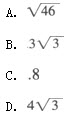 A. √46
B. 3√3
C. .8
D. 4√3